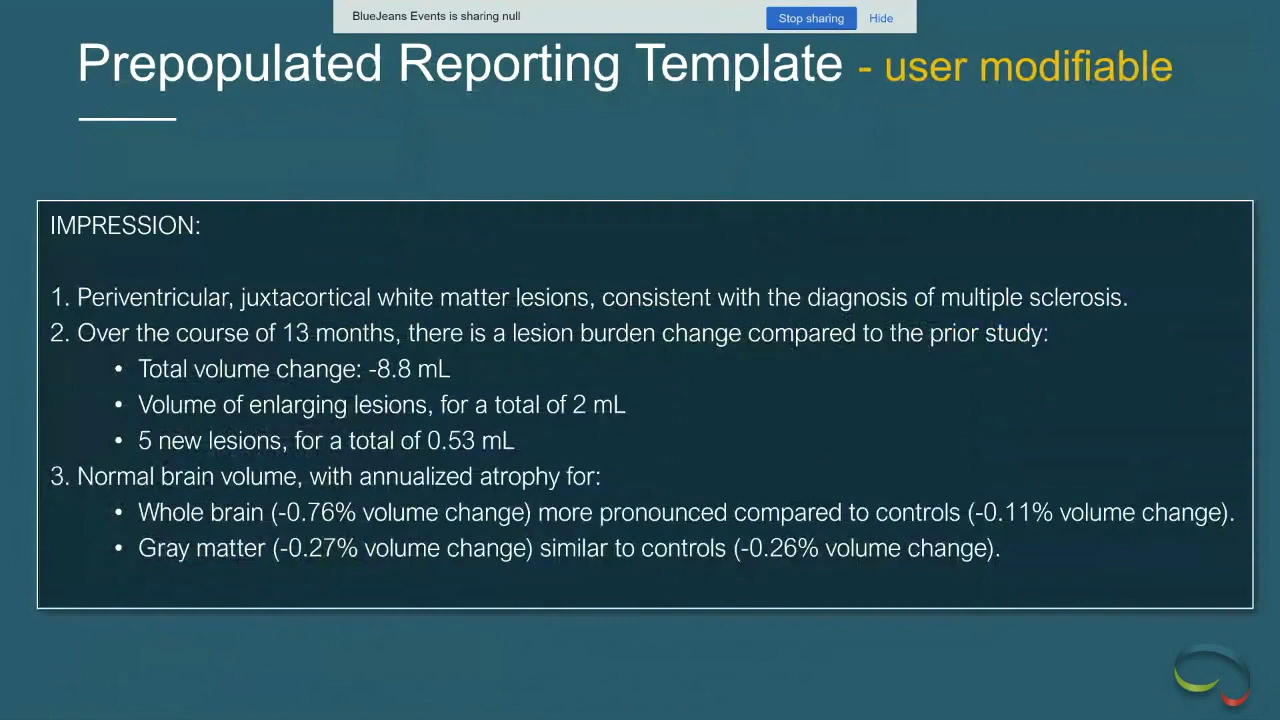 BlueJeans Events is sharing null
Stop sharing
Hide
Prepopulated Reporting Template - user modifiable
IMPRESSION:
1. Periventricular, juxtacortical white matter lesions, consistent with the diagnosis of multiple sclerosis.
2. Over the course of 13 months, there is a lesion burden change compared to the prior study:
• Total volume change: -8.8 mL
• Volume of enlarging lesions, for a total of 2 mL
• 5 new lesions, for a total of 0.53 mL
3. Normal brain volume, with annualized atrophy for:
• Whole brain (-0.76% volume change) more pronounced compared to controls (-0.11% volume change).
• Gray matter (-0.27% volume change) similar to controls (-0.26% volume change).